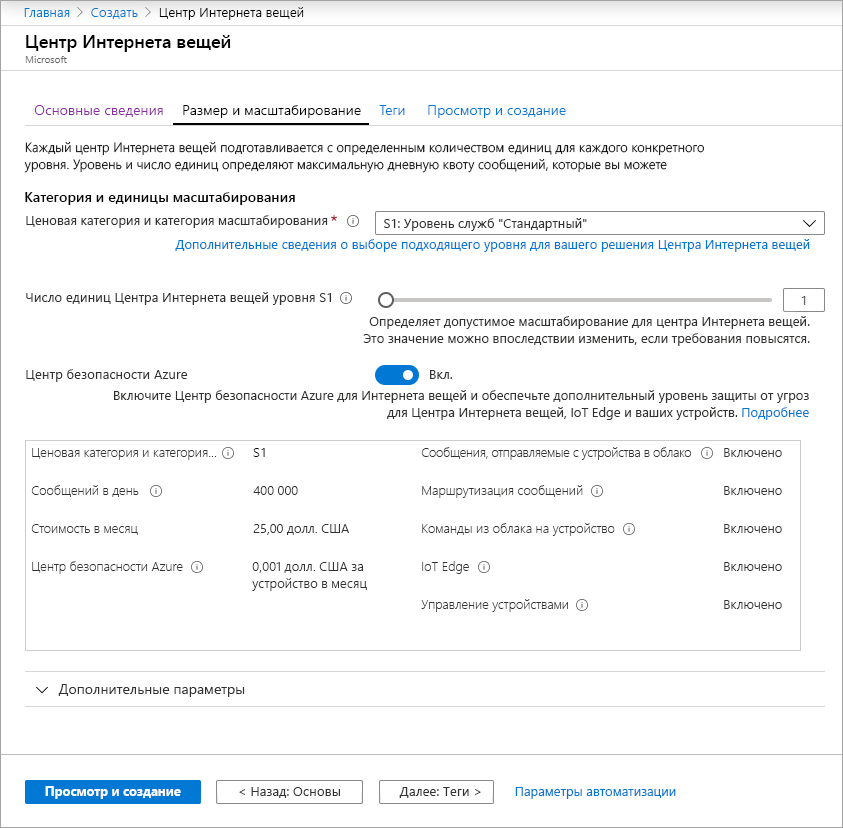 Главная > Создать > Центр Интернета вещей
Центр Интернета вещей
Microsoft
Основные сведения Размер и масштабирование Теги Просмотр и создание
Каждый центр Интернета вещей подготавливается с определенным количеством единиц для каждого конкретного
уровня. Уровень и число единиц определяют максимальную дневную квоту сообщений, которые вы можете
Категория и единицы масштабирования
Ценовая категория и категория масштабирования * S1: Уровень служб "Стандартный"
Дополнительные сведения о выборе подходящего уровня для вашего решения Центра Интернета вещей
Число единиц Центра Интернета вещей уровня S1 1
Определяет допустимое масштабирование для центра Интернета вещей.
Это значение можно впоследствии изменить, если требования повысятся.
Центр безопасности Azure Вкл.
Включите Центр безопасности Azure для Интернета вещей и обеспечьте дополнительный уровень защиты от угроз
для Центра Интернета вещей, IoT Edge и ваших устройств. Подробнее
Ценовая категория и категория... S1 Сообщения, отправляемые с устройства в облако Включено
Сообщений в день 400 000 Маршрутизация сообщений Включено
Стоимость в месяц 25,00 долл. США Команды из облака на устройство Включено
Центр безопасности Azure 0,001 долл. США за IoT Edge Включено
устройство в месяц
Управление устройствами Включено
Дополнительные параметры
Просмотр и создание < Назад: Основы Далее: Теги > Параметры автоматизации